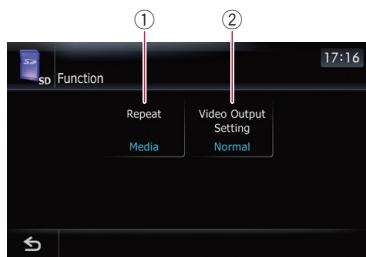 ① ②
17:16
SD Function
Repeat
Media
Video Output
Setting
Normal